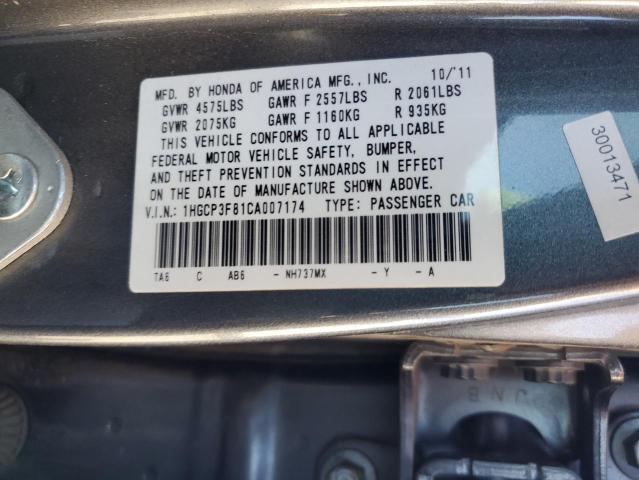 MFD. BY HONDA OF AMERICA MFG., INC. 10/'11
GVWR 4575LBS GAWR F 2557LBS R 2061LBS
GVWR 2075KG GAWR F 1160KG R 935KG
THIS VEHICLE CONFORMS TO ALL APPLICABLE
FEDERAL MOTOR VEHICLE SAFETY, BUMPER,
AND THEFT PREVENTION STANDARDS IN EFFECT
ON THE DATE OF MANUFACTURE SHOWN ABOVE.
V.I.N.: 1HGCP3F81CA007174 TYPE: PASSENGER CAR
TA6 C AB6 - NH737MX - Y - A
30013471
JNB